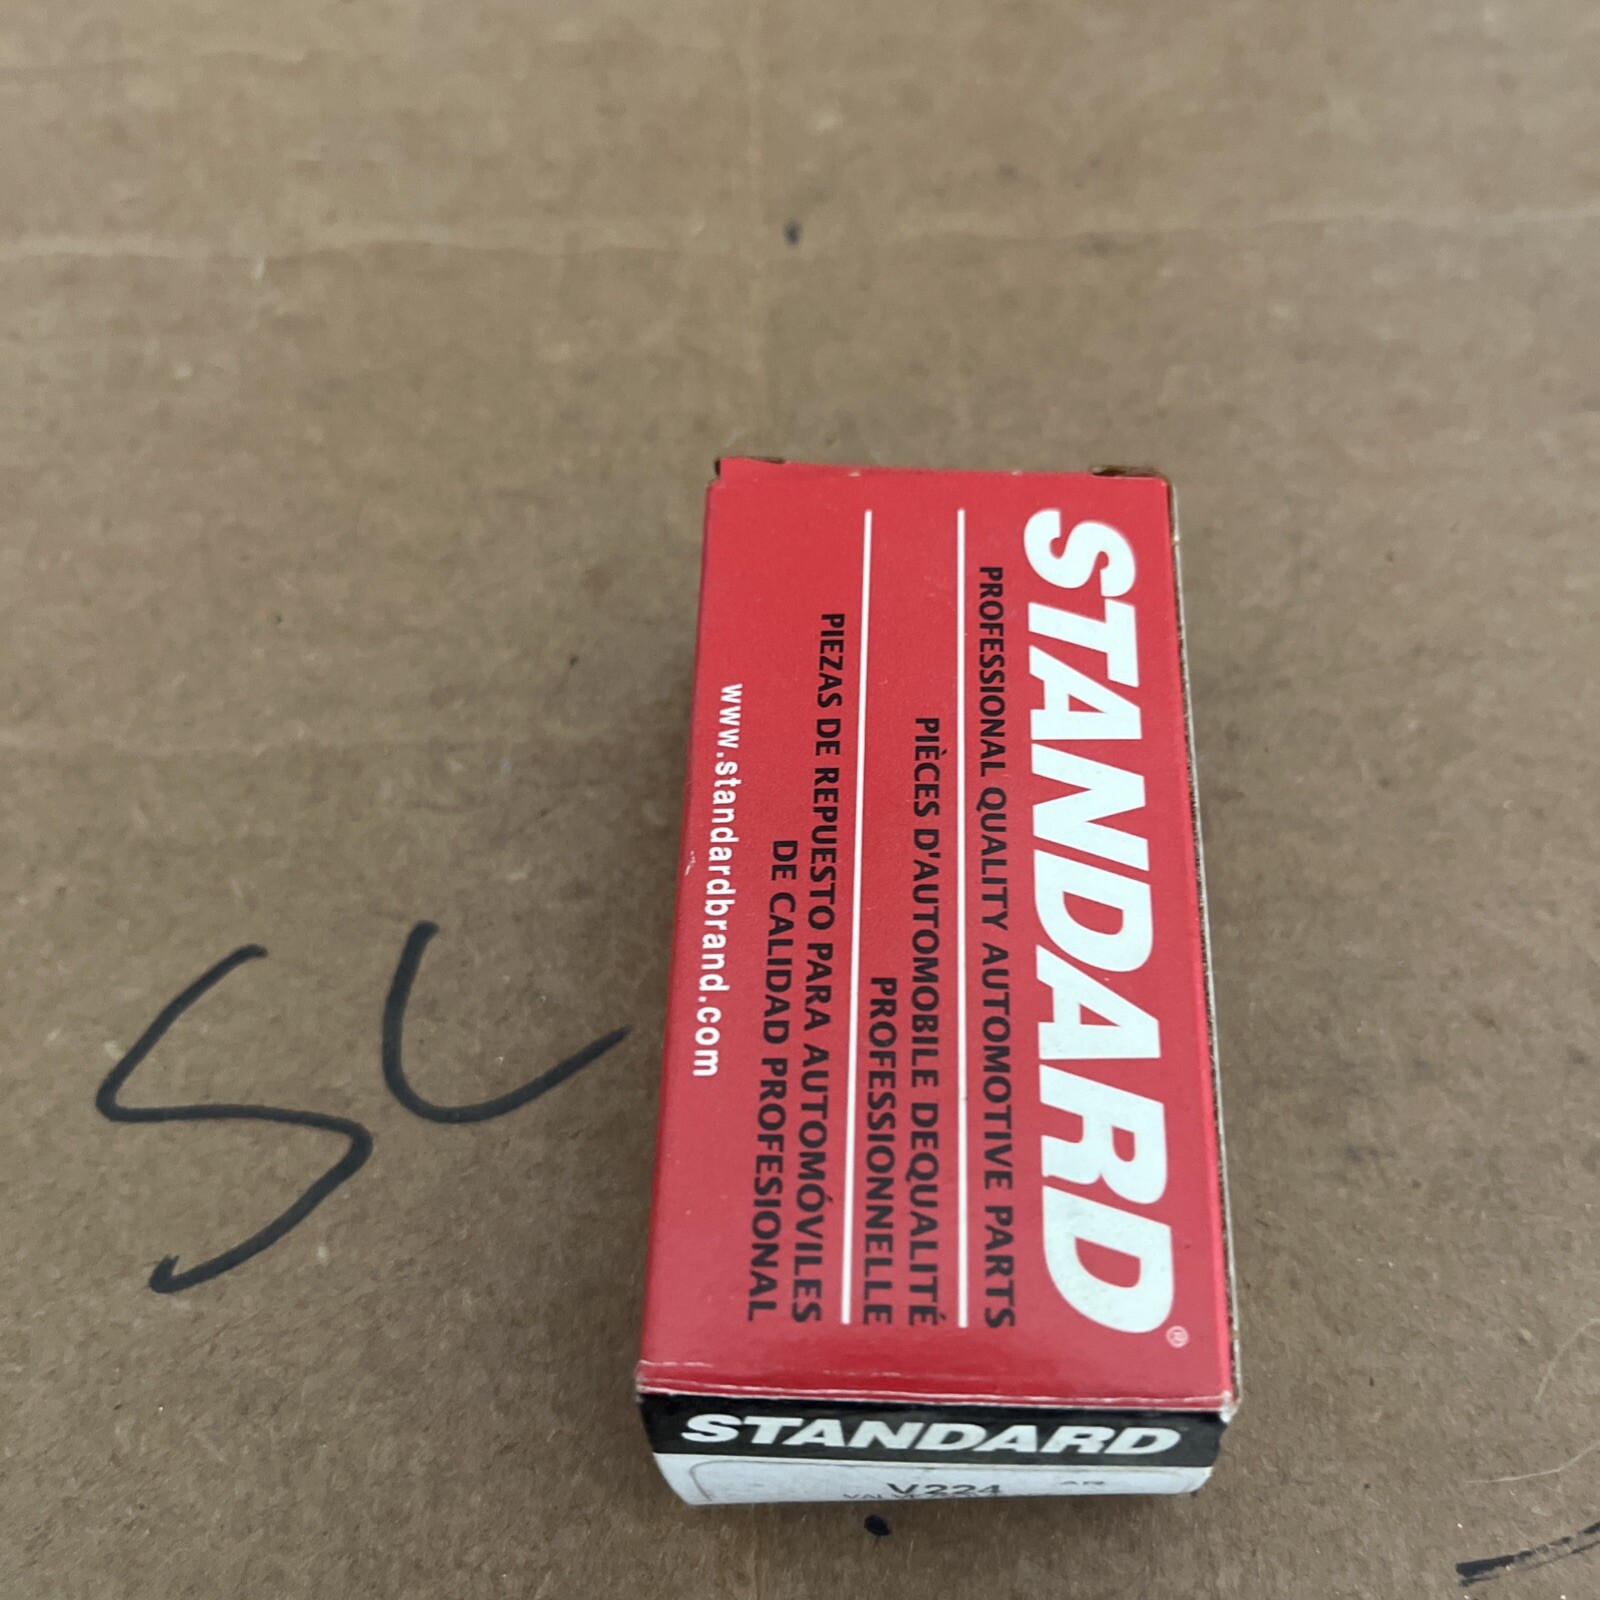 STANDARD®
PROFESSIONAL QUALITY AUTOMOTIVE PARTS
PIÈCES D'AUTOMOBILE DEQUALITÉ
PROFESSIONNELLE
PIEZAS DE REPUESTO PARA AUTOMÓVILES
DE CALIDAD PROFESIONAL
www.standardbrand.com
STANDARD
V224
SC